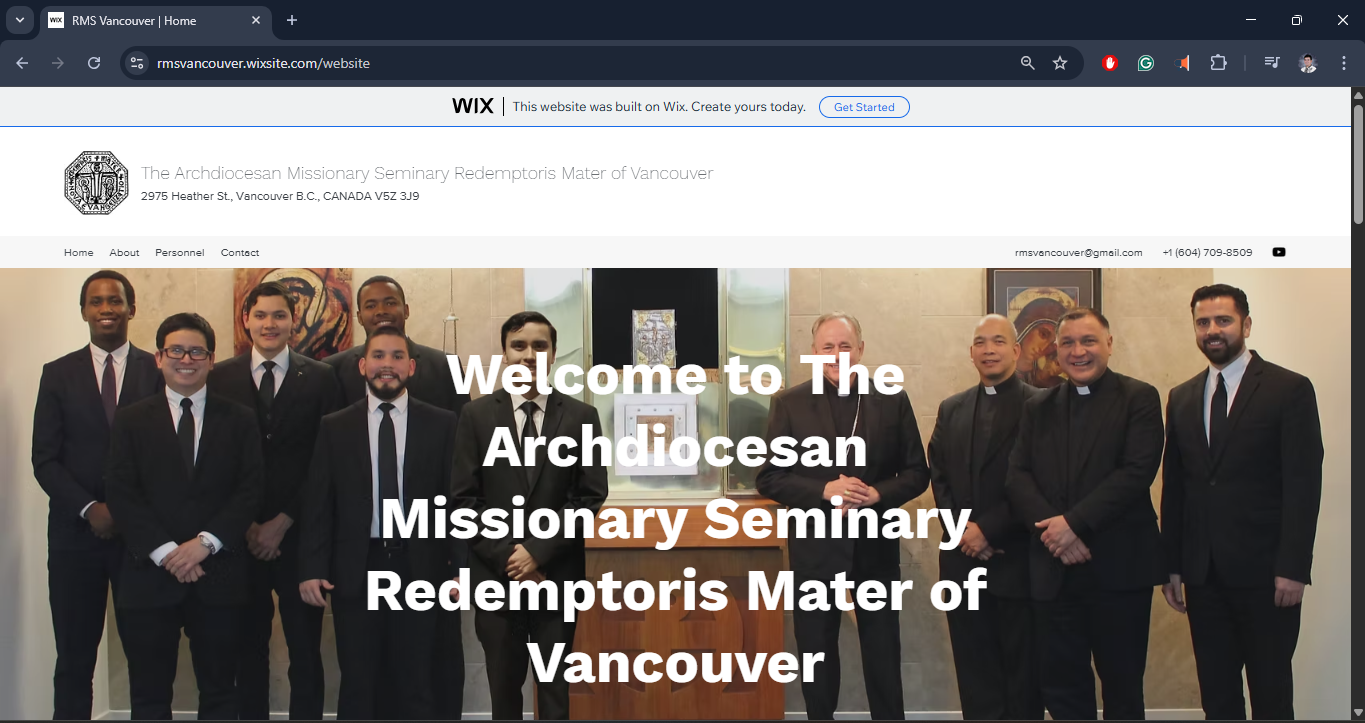 RMS Vancouver | Home
rmsvancouver.wixsite.com/website
WIX | This website was built on Wix. Create yours today. Get Started
The Archdiocesan Missionary Seminary Redemptoris Mater of Vancouver
2975 Heather St., Vancouver B.C., CANADA V5Z 3J9
Home About Personnel Contact rmsvancouver@gmail.com +1 (604) 709-8509
Welcome to The
Archdiocesan
Missionary Seminary
Redemptoris Mater of
Vancouver